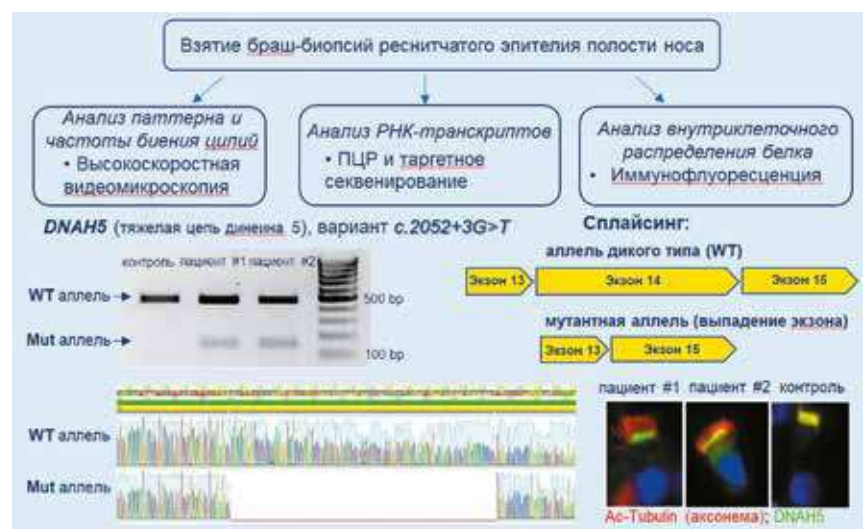 Взятие браш-биопсий реснитчатого эпителия полости носа
Анализ паттерна и
частоты биения цилий
• Высокоскоростная
видеомикроскопия
Анализ РНК-транскриптов
• ПЦР и таргетное
секвенирование
Анализ внутриклеточного
распределения белка
• Иммунофлуоресценция
DNAH5 (тяжелая цепь динеина 5), вариант c.2052+3G>T
контроль пациент #1 пациент #2
WT аллель
500 bp
Mut аллель
100 bp
Сплайсинг:
аллель дикого типа (WT)
Экзон 13 Экзон 14 Экзон 15
мутантная аллель (выпадение экзона)
Экзон 13 Экзон 15
WT аллель
Mut аллель
пациент #1 пациент #2 контроль
Ac-Tubulin (аксонема); DNAH5